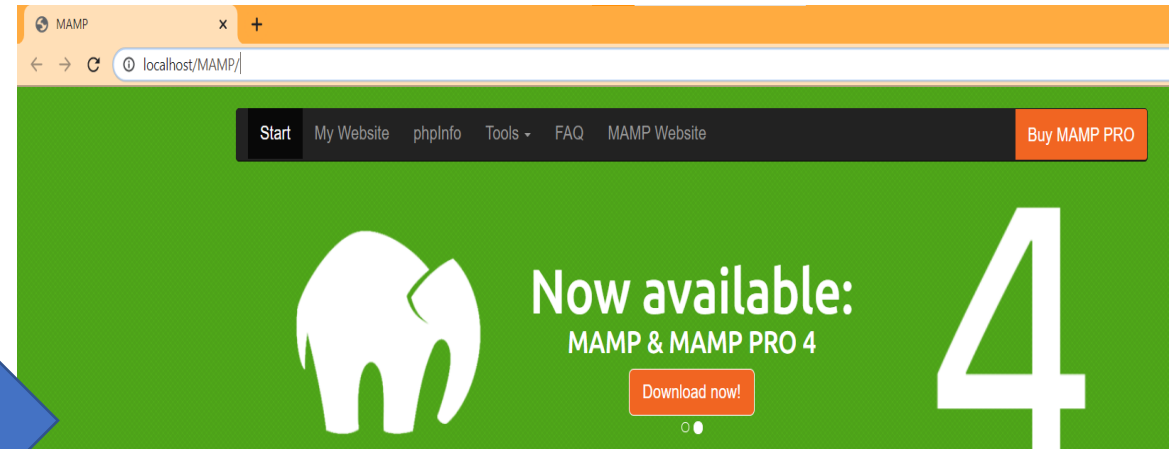 MAMP
localhost/MAMP/
Start My Website phpInfo Tools FAQ MAMP Website Buy MAMP PRO
Now available:
MAMP & MAMP PRO 4
Download now!
4